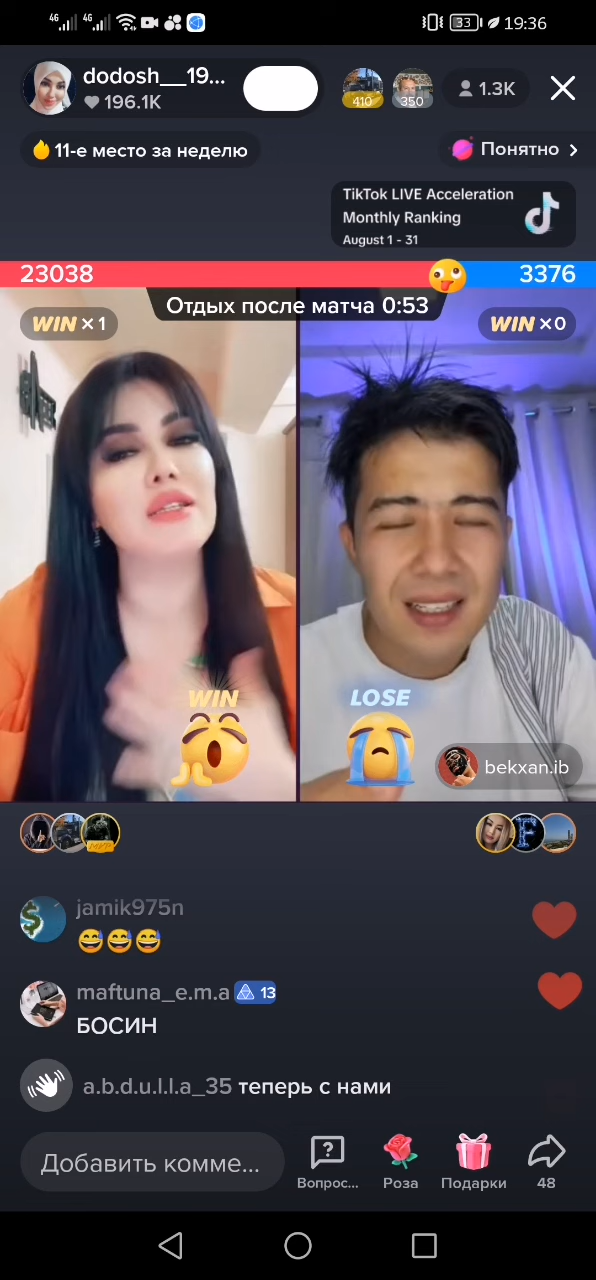 4G 4G 33 19:36
dodosh__19...
196.1K
410 350 1.3K
11-е место за неделю
Понятно
TikTok LIVE Acceleration
Monthly Ranking
August 1 - 31
23038 3376
Отдых после матча 0:53
WIN x 1 WIN x0
WIN LOSE
bekxan.ib
jamik975n
maftuna_e.m.a 13
БОСИН
a.b.d.u.l.l.a_35 теперь с нами
Добавить комме...
Вопрос... Роза Подарки 48